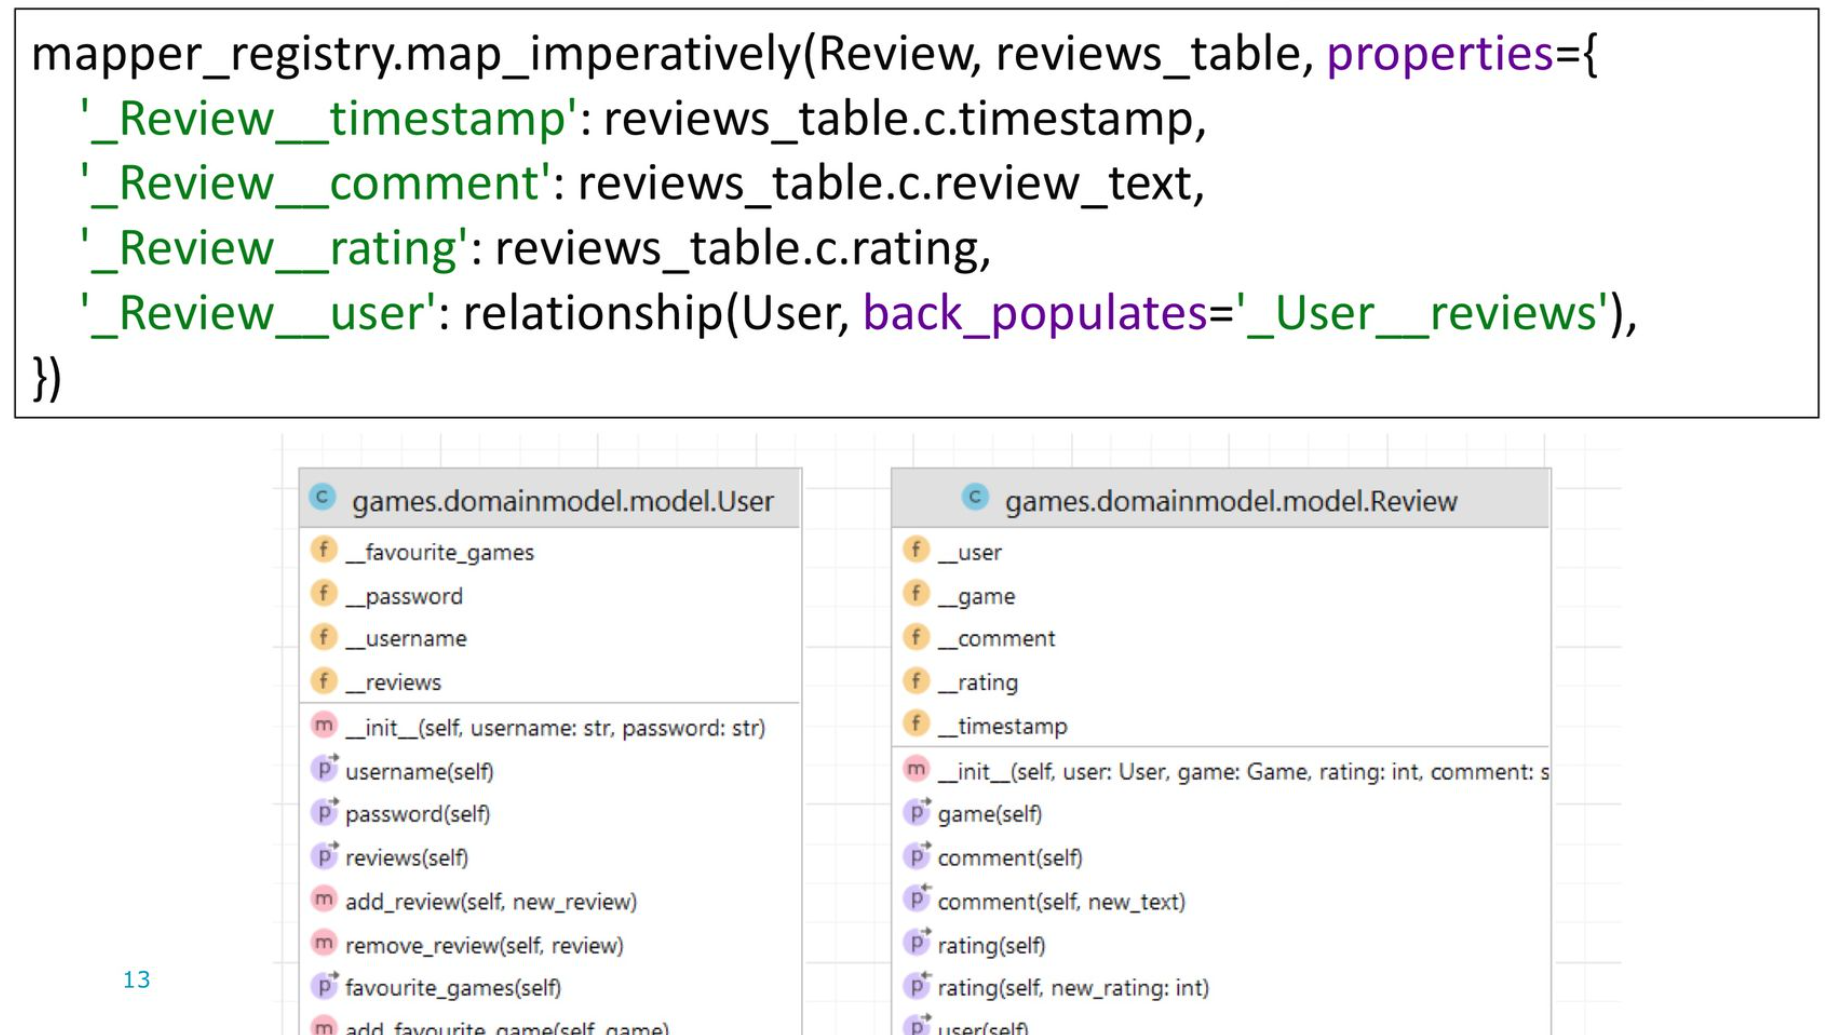 mapper_registry.map_imperatively(Review, reviews_table, properties={
'_Review__timestamp': reviews_table.c.timestamp,
'_Review__comment': reviews_table.c.review_text,
'_Review__rating': reviews_table.c.rating,
'_Review__user': relationship(User, back_populates='_User__reviews'),
})
C games.domainmodel.model.User
f __favourite_games
f __password
f __username
f __reviews
m __init__(self, username: str, password: str)
p username(self)
p password(self)
p reviews(self)
m add_review(self, new_review)
m remove_review(self, review)
p favourite_games(self)
m add_favourite_game(self, game)
C games.domainmodel.model.Review
f __user
f __game
f __comment
f __rating
f __timestamp
m __init__(self, user: User, game: Game, rating: int, comment: s
p game(self)
p comment(self)
p comment(self, new_text)
p rating(self)
p rating(self, new_rating: int)
p user(self)
13